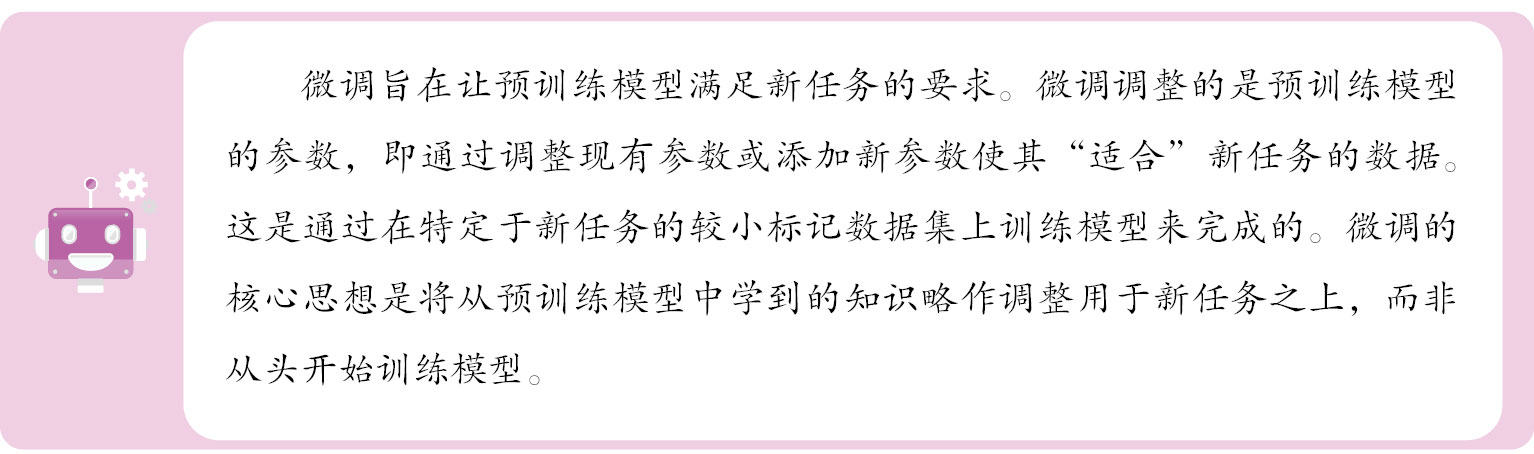 微调旨在让预训练模型满足新任务的要求。微调调整的是预训练模型
的参数，即通过调整现有参数或添加新参数使其“适合”新任务的数据。
这是通过在特定于新任务的较小标记数据集上训练模型来完成的。微调的
核心思想是将从预训练模型中学到的知识略作调整用于新任务之上，而非
从头开始训练模型。